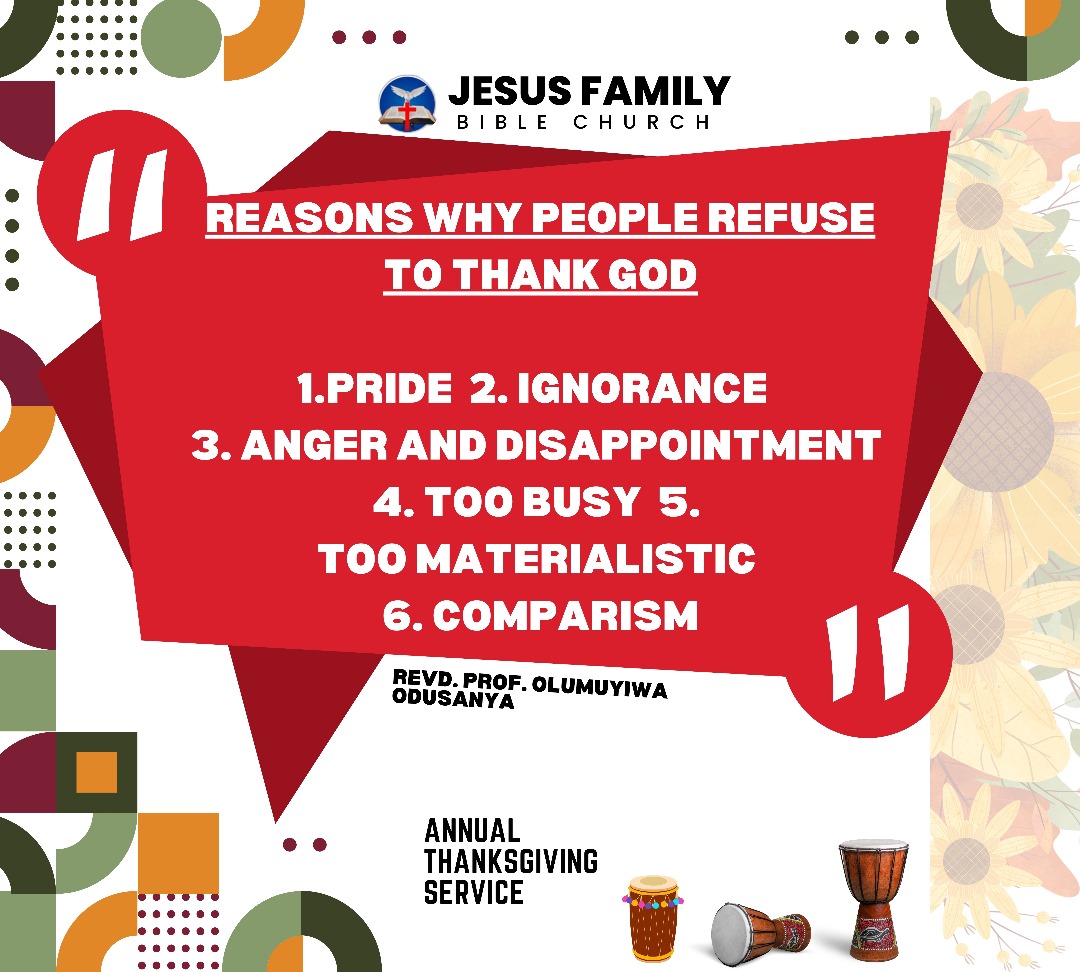 JESUS FAMILY
BIBLE CHURCH
REASONS WHY PEOPLE REFUSE
TO THANK GOD
1.PRIDE 2. IGNORANCE
3. ANGER AND DISAPPOINTMENT
4. TOO BUSY 5.
TOO MATERIALISTIC
6. COMPARISM
REVD. PROF. OLUMUYIWA
ODUSANYA
ANNUAL
THANKSGIVING
SERVICE